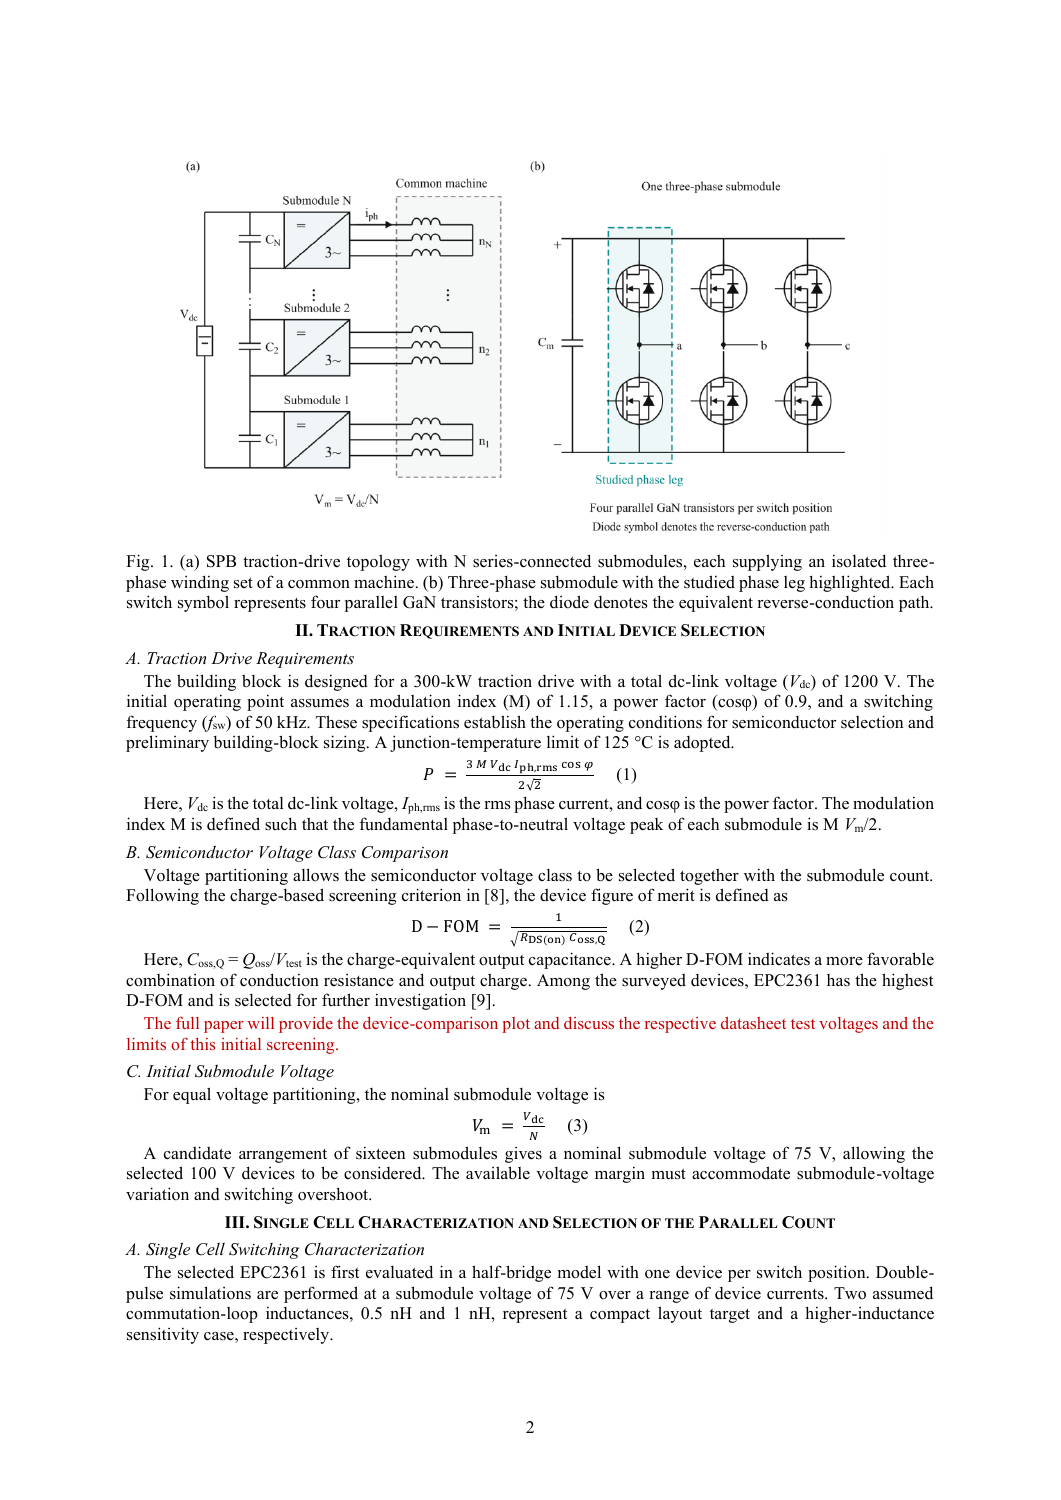 (a)
Common machine
Submodule N
iph
CN
=
3~
nN
Submodule 2
Vdc
C2
=
3~
n2
Submodule 1
C1
=
3~
n1
Vm = Vdc/N
(b)
One three-phase submodule
+
Cm
a
b
c
−
Studied phase leg
Four parallel GaN transistors per switch position
Diode symbol denotes the reverse-conduction path
Fig. 1. (a) SPB traction-drive topology with N series-connected submodules, each supplying an isolated three-
phase winding set of a common machine. (b) Three-phase submodule with the studied phase leg highlighted. Each
switch symbol represents four parallel GaN transistors; the diode denotes the equivalent reverse-conduction path.
II. TRACTION REQUIREMENTS AND INITIAL DEVICE SELECTION
A. Traction Drive Requirements
The building block is designed for a 300-kW traction drive with a total dc-link voltage (Vdc) of 1200 V. The
initial operating point assumes a modulation index (M) of 1.15, a power factor (cosφ) of 0.9, and a switching
frequency (fsw) of 50 kHz. These specifications establish the operating conditions for semiconductor selection and
preliminary building-block sizing. A junction-temperature limit of 125 °C is adopted.
P = 3 M Vdc Iph,rms cos φ / 2√2 (1)
Here, Vdc is the total dc-link voltage, Iph,rms is the rms phase current, and cosφ is the power factor. The modulation
index M is defined such that the fundamental phase-to-neutral voltage peak of each submodule is M Vm/2.
B. Semiconductor Voltage Class Comparison
Voltage partitioning allows the semiconductor voltage class to be selected together with the submodule count.
Following the charge-based screening criterion in [8], the device figure of merit is defined as
D − FOM = 1 / √RDS(on) Coss,Q (2)
Here, Coss,Q = Qoss/Vtest is the charge-equivalent output capacitance. A higher D-FOM indicates a more favorable
combination of conduction resistance and output charge. Among the surveyed devices, EPC2361 has the highest
D-FOM and is selected for further investigation [9].
The full paper will provide the device-comparison plot and discuss the respective datasheet test voltages and the
limits of this initial screening.
C. Initial Submodule Voltage
For equal voltage partitioning, the nominal submodule voltage is
Vm = Vdc / N (3)
A candidate arrangement of sixteen submodules gives a nominal submodule voltage of 75 V, allowing the
selected 100 V devices to be considered. The available voltage margin must accommodate submodule-voltage
variation and switching overshoot.
III. SINGLE CELL CHARACTERIZATION AND SELECTION OF THE PARALLEL COUNT
A. Single Cell Switching Characterization
The selected EPC2361 is first evaluated in a half-bridge model with one device per switch position. Double-
pulse simulations are performed at a submodule voltage of 75 V over a range of device currents. Two assumed
commutation-loop inductances, 0.5 nH and 1 nH, represent a compact layout target and a higher-inductance
sensitivity case, respectively.
2